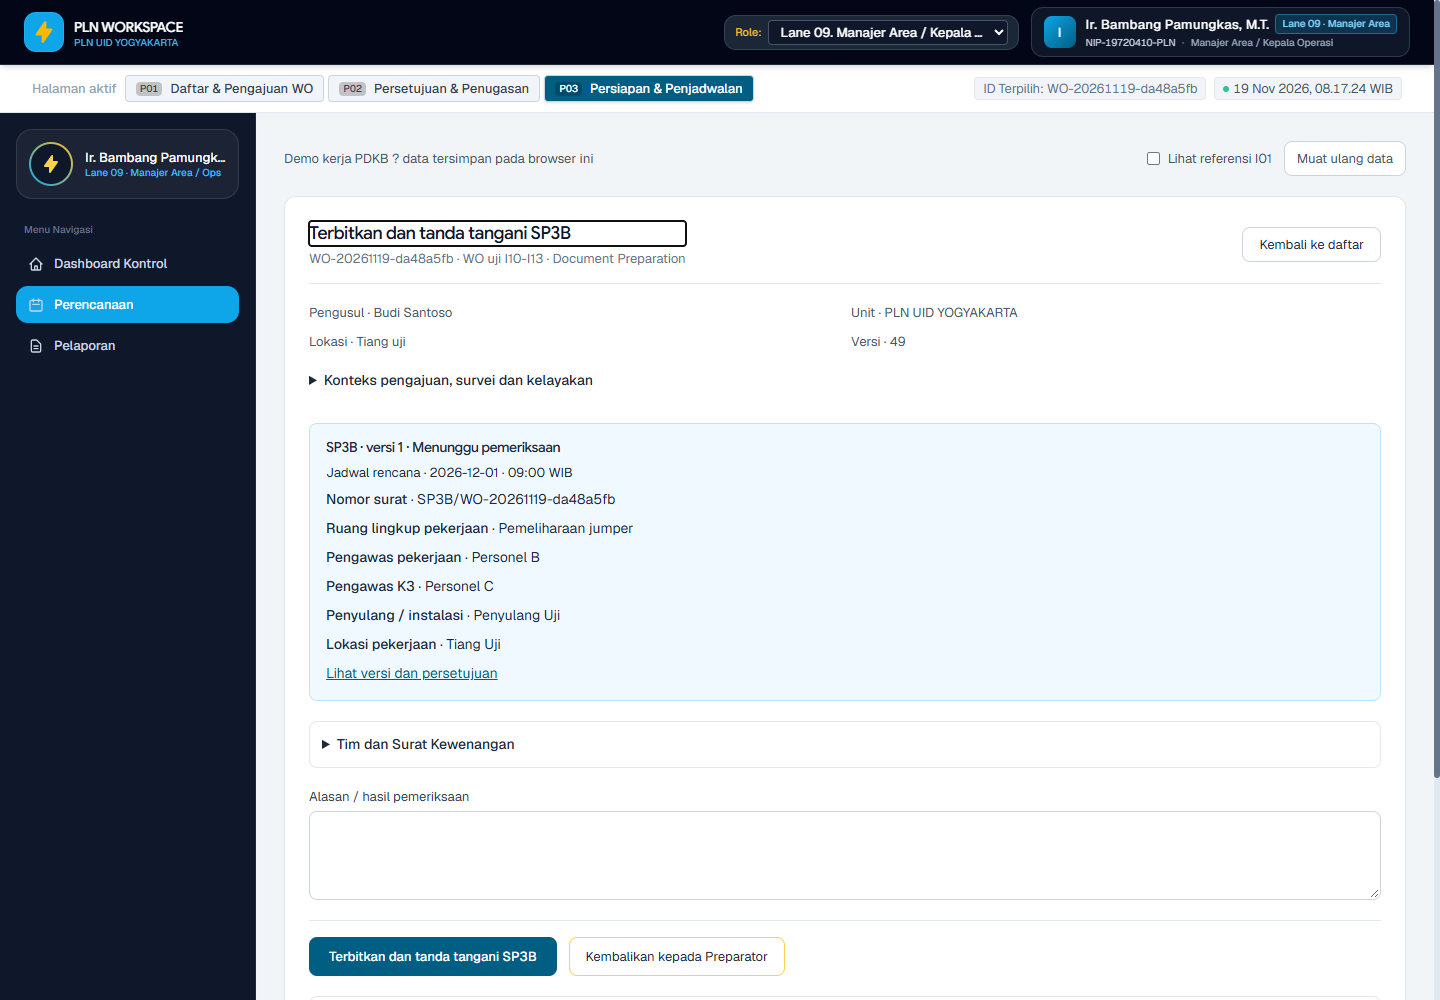 PLN WORKSPACE
PLN UID YOGYAKARTA
Role: Lane 09. Manajer Area / Kepala ...
I
Ir. Bambang Pamungkas, M.T. Lane 09 · Manajer Area
NIP-19720410-PLN · Manajer Area / Kepala Operasi
Halaman aktif P01 Daftar & Pengajuan WO P02 Persetujuan & Penugasan P03 Persiapan & Penjadwalan
ID Terpilih: WO-20261119-da48a5fb 19 Nov 2026, 08.17.24 WIB
Ir. Bambang Pamungk...
Lane 09 · Manajer Area / Ops
Menu Navigasi
Dashboard Kontrol
Perencanaan
Pelaporan
Demo kerja PDKB ? data tersimpan pada browser ini
Lihat referensi I01 Muat ulang data
Terbitkan dan tanda tangani SP3B
WO-20261119-da48a5fb · WO uji I10-I13 · Document Preparation
Kembali ke daftar
Pengusul · Budi Santoso
Unit · PLN UID YOGYAKARTA
Lokasi · Tiang uji
Versi · 49
Konteks pengajuan, survei dan kelayakan
SP3B · versi 1 · Menunggu pemeriksaan
Jadwal rencana · 2026-12-01 · 09:00 WIB
Nomor surat · SP3B/WO-20261119-da48a5fb
Ruang lingkup pekerjaan · Pemeliharaan jumper
Pengawas pekerjaan · Personel B
Pengawas K3 · Personel C
Penyulang / instalasi · Penyulang Uji
Lokasi pekerjaan · Tiang Uji
Lihat versi dan persetujuan
Tim dan Surat Kewenangan
Alasan / hasil pemeriksaan
Terbitkan dan tanda tangani SP3B Kembalikan kepada Preparator